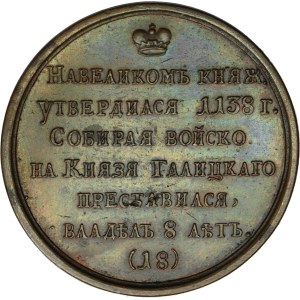 НАВЕЛИКОМЪ КНЯЖ.
УТВЕРДИЛСЯ 1138 Г.
СОБИРАЯ ВОЙСКО
НА КНЯЗЯ ГАЛИЦКАГО
ПРЕСТАВИЛСЯ,
ВЛАДѢЛЪ 8 ЛѢТЪ.
(18)